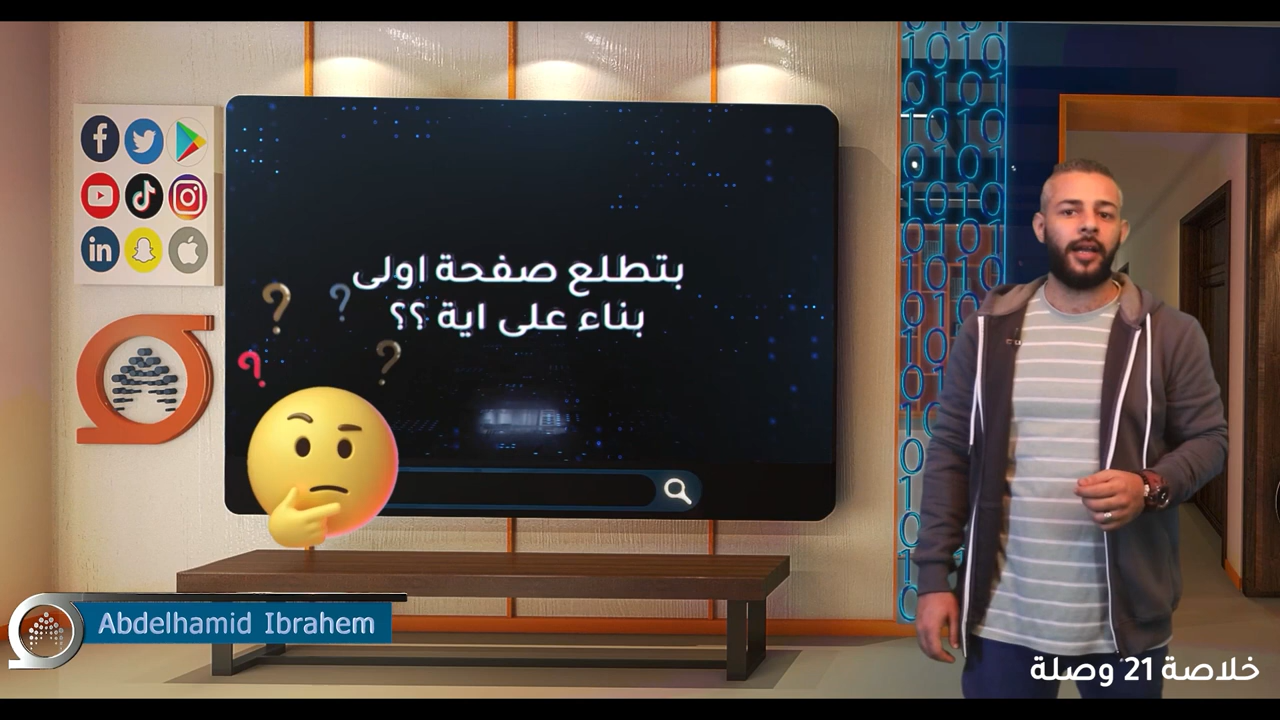 بتطلع صفحة اولى
بناء على اية ؟؟
Abdelhamid Ibrahem
خلاصة 21 وصلة